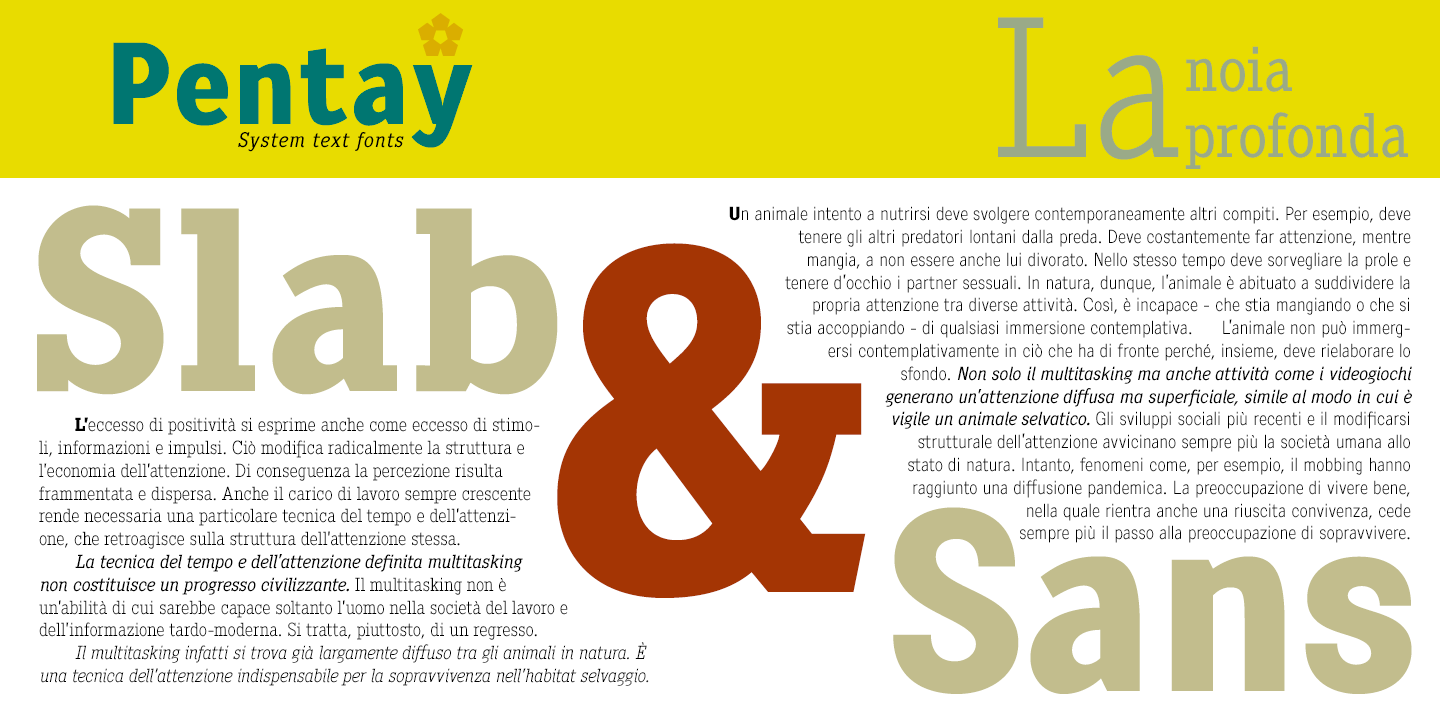 Pentay
System text fonts
La noia
profonda
Slab
&
Sans
L'eccesso di positività si esprime anche come eccesso di stimo-
li, informazioni e impulsi. Ciò modifica radicalmente la struttura e
l'economia dell'attenzione. Di conseguenza la percezione risulta
frammentata e dispersa. Anche il carico di lavoro sempre crescente
rende necessaria una particolare tecnica del tempo e dell'attenzi-
one, che retroagisce sulla struttura dell'attenzione stessa.
La tecnica del tempo e dell'attenzione definita multitasking
non costituisce un progresso civilizzante. Il multitasking non è
un'abilità di cui sarebbe capace soltanto l'uomo nella società del lavoro e
dell'informazione tardo-moderna. Si tratta, piuttosto, di un regresso.
Il multitasking infatti si trova già largamente diffuso tra gli animali in natura. È
una tecnica dell'attenzione indispensabile per la sopravvivenza nell'habitat selvaggio.
Un animale intento a nutrirsi deve svolgere contemporaneamente altri compiti. Per esempio, deve
tenere gli altri predatori lontani dalla preda. Deve costantemente far attenzione, mentre
mangia, a non essere anche lui divorato. Nello stesso tempo deve sorvegliare la prole e
tenere d'occhio i partner sessuali. In natura, dunque, l'animale è abituato a suddividere la
propria attenzione tra diverse attività. Così, è incapace - che stia mangiando o che si
stia accoppiando - di qualsiasi immersione contemplativa. L'animale non può immerg-
ersi contemplativamente in ciò che ha di fronte perché, insieme, deve rielaborare lo
sfondo. Non solo il multitasking ma anche attività come i videogiochi
generano un'attenzione diffusa ma superficiale, simile al modo in cui è
vigile un animale selvatico. Gli sviluppi sociali più recenti e il modificarsi
strutturale dell'attenzione avvicinano sempre più la società umana allo
stato di natura. Intanto, fenomeni come, per esempio, il mobbing hanno
raggiunto una diffusione pandemica. La preoccupazione di vivere bene,
nella quale rientra anche una riuscita convivenza, cede
sempre più il passo alla preoccupazione di sopravvivere.